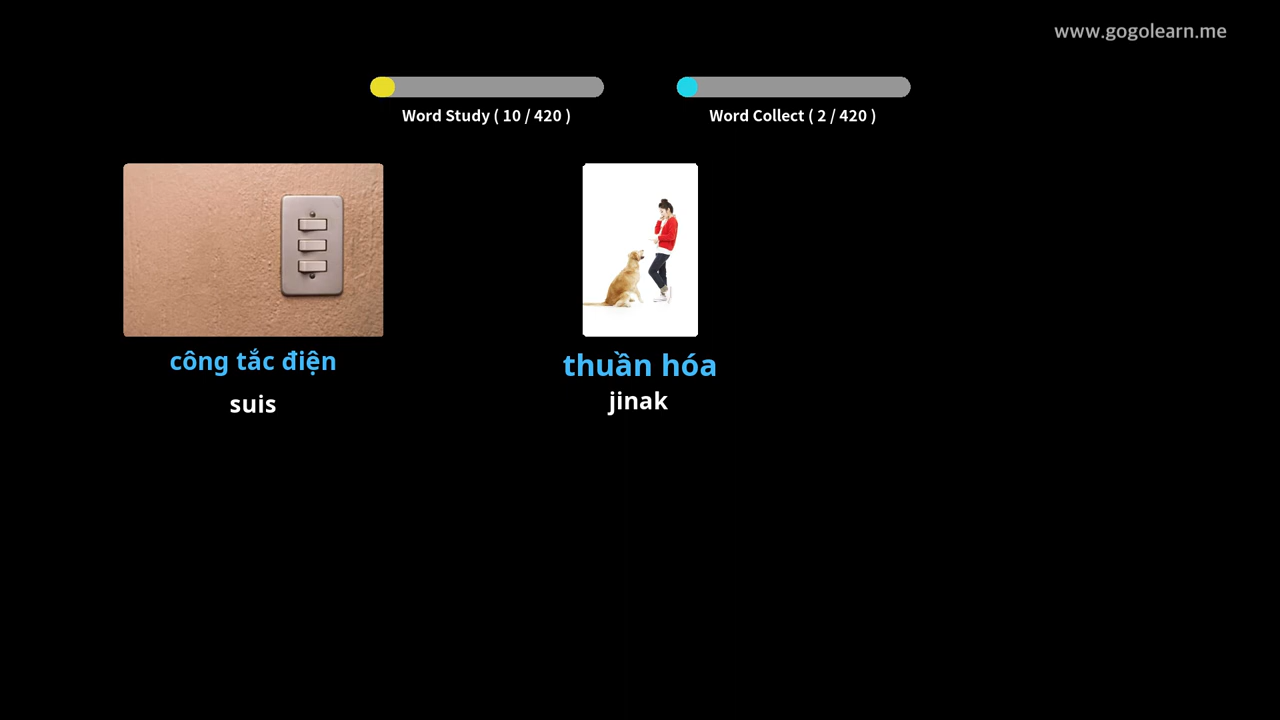 www.gogolearn.me
Word Study ( 10 / 420 )
Word Collect ( 2 / 420 )
công tắc điện
suis
thuần hóa
jinak